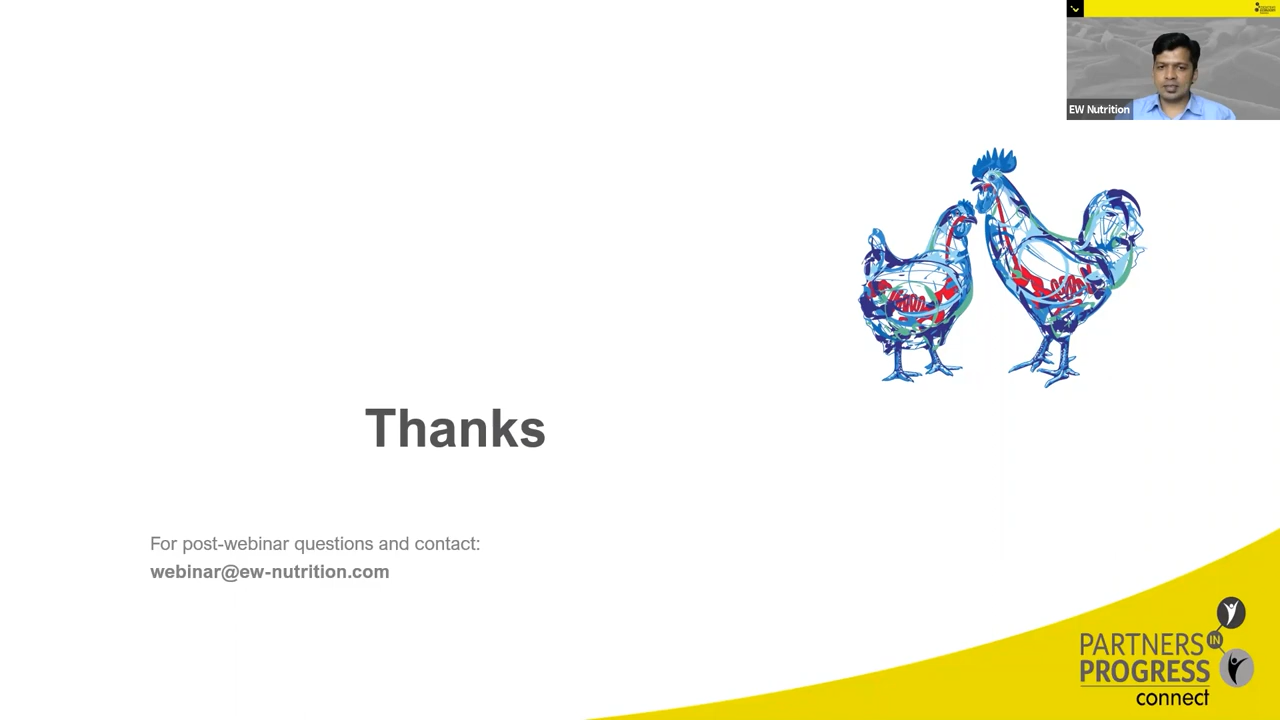 EW Nutrition
Thanks
For post-webinar questions and contact:
webinar@ew-nutrition.com
PARTNERS IN
PROGRESS
connect